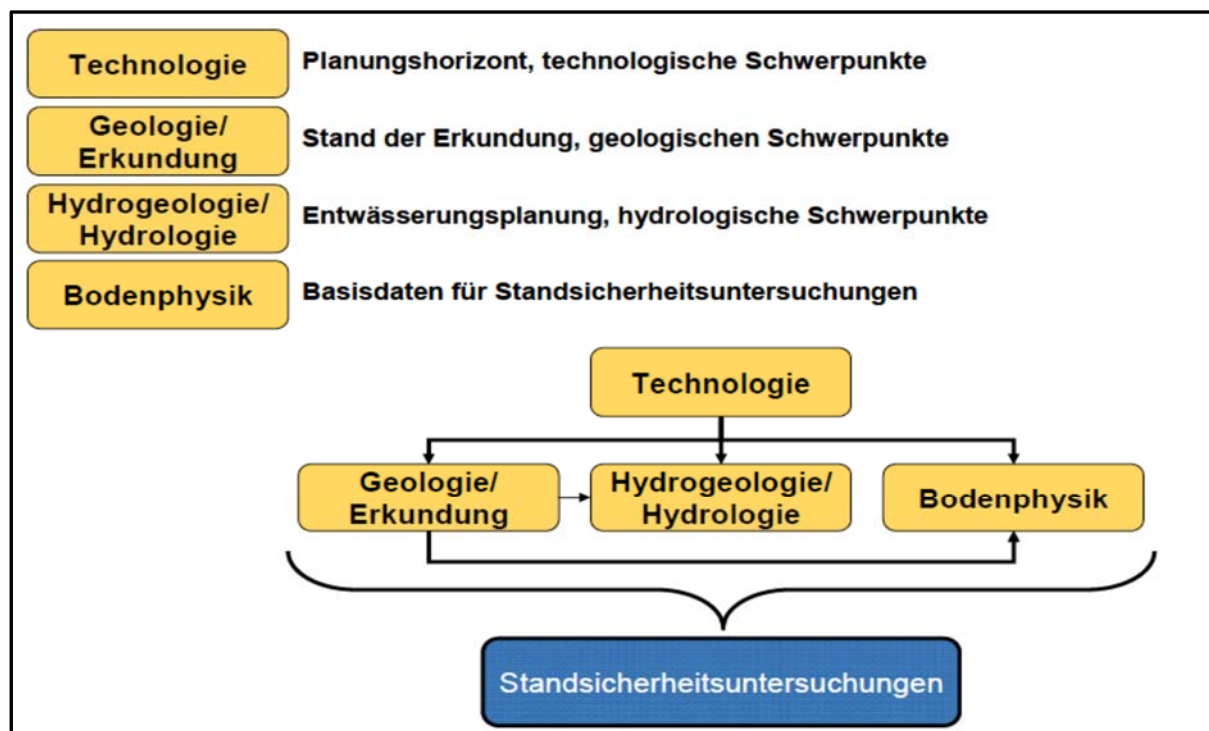 Technologie
Planungshorizont, technologische Schwerpunkte
Geologie/
Erkundung
Stand der Erkundung, geologischen Schwerpunkte
Hydrogeologie/
Hydrologie
Entwässerungsplanung, hydrologische Schwerpunkte
Bodenphysik
Basisdaten für Standsicherheitsuntersuchungen
Technologie
Geologie/
Erkundung
Hydrogeologie/
Hydrologie
Bodenphysik
Standsicherheitsuntersuchungen